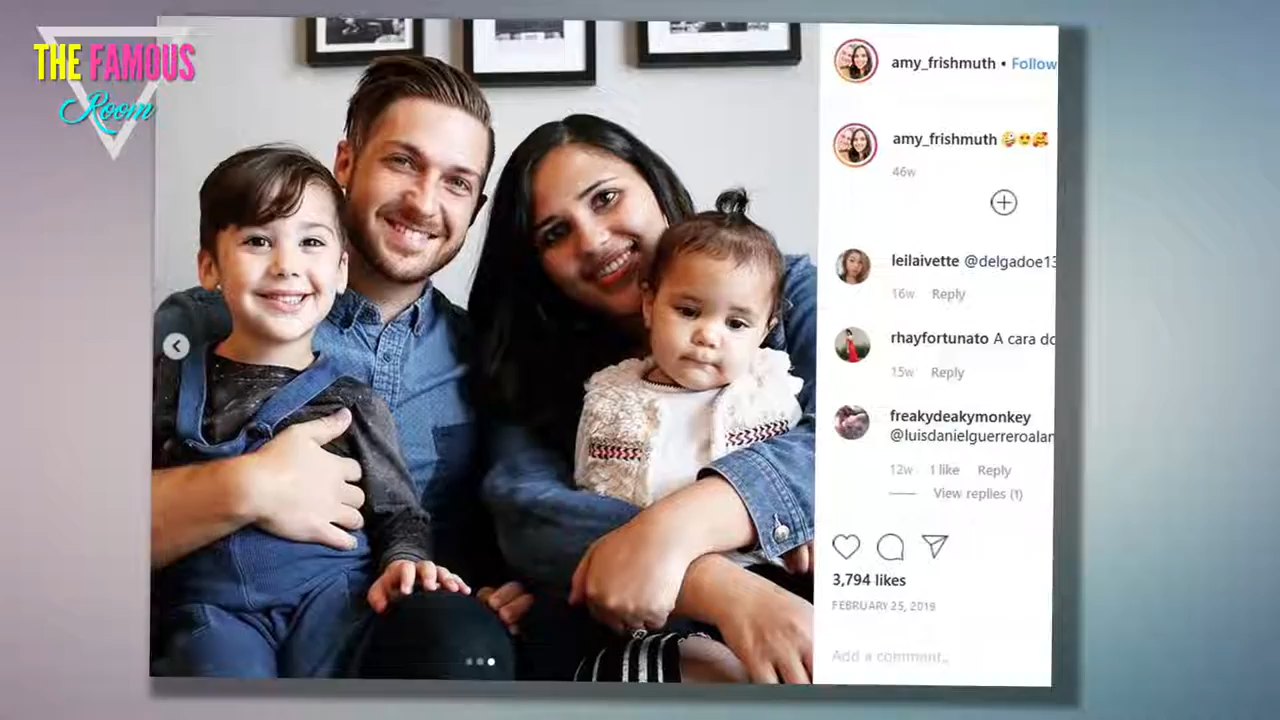 THE FAMOUS
Room
amy_frishmuth • Follow
amy_frishmuth 🤪😍🥰
46w
leilaivette @delgadoe13
16w Reply
rhayfortunato A cara do
15w Reply
freakydeakymonkey
@luisdanielguerreroalan
12w 1 like Reply
View replies (1)
3,794 likes
FEBRUARY 25, 2019
Add a comment...